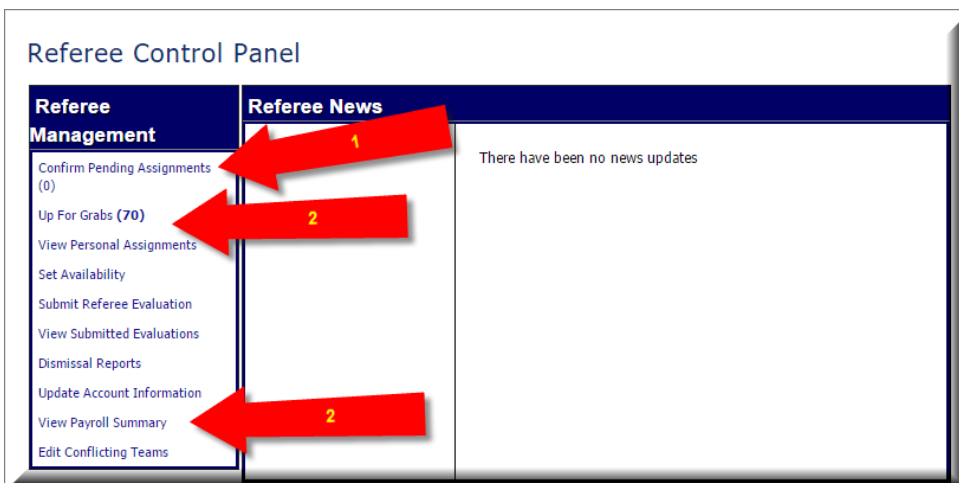 Referee Control Panel
Referee
Management
Referee News
1
Confirm Pending Assignments
(0)
There have been no news updates
Up For Grabs (70)
2
View Personal Assignments
Set Availability
Submit Referee Evaluation
View Submitted Evaluations
Dismissal Reports
Update Account Information
View Payroll Summary
2
Edit Conflicting Teams